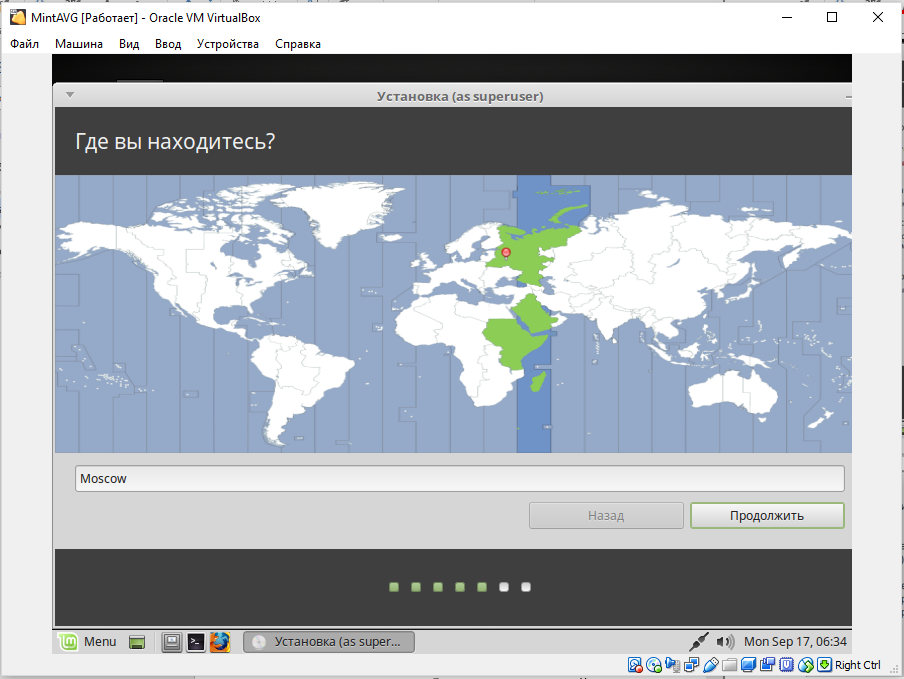 MintAVG [Работает] - Oracle VM VirtualBox
Файл Машина Вид Ввод Устройства Справка
Установка (as superuser)
Где вы находитесь?
Moscow
Назад Продолжить
Menu Установка (as super... Mon Sep 17, 06:34
Right Ctrl